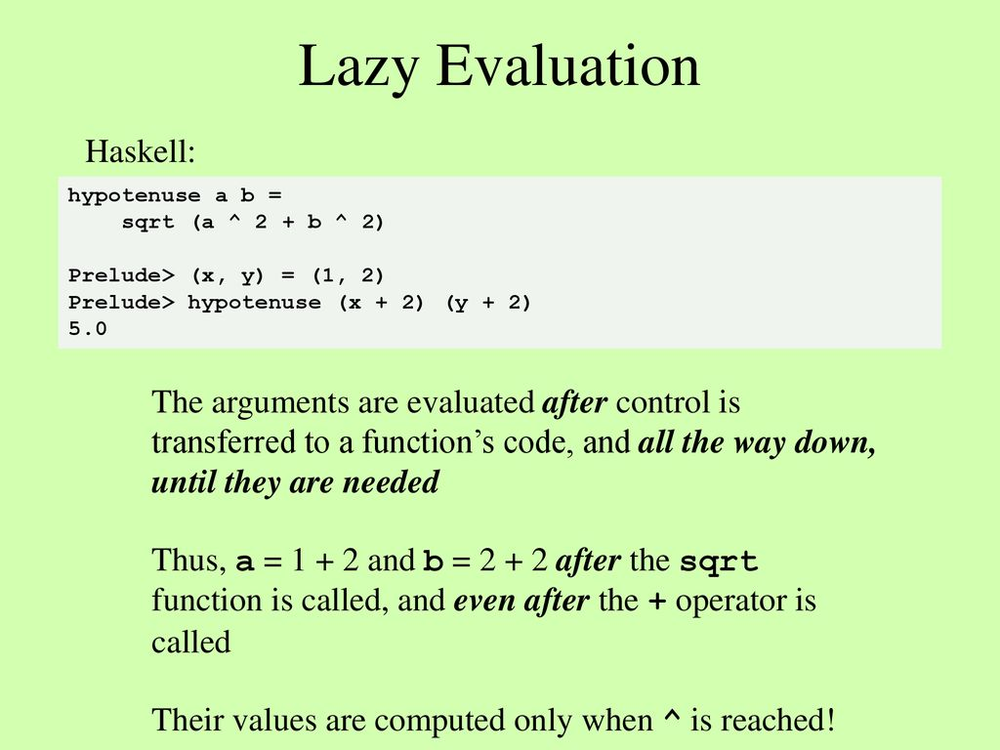 Lazy Evaluation
Haskell:
hypotenuse a b =
    sqrt (a ^ 2 + b ^ 2)
Prelude> (x, y) = (1, 2)
Prelude> hypotenuse (x + 2) (y + 2)
5.0
The arguments are evaluated after control is
transferred to a function’s code, and all the way down,
until they are needed
Thus, a = 1 + 2 and b = 2 + 2 after the sqrt
function is called, and even after the + operator is
called
Their values are computed only when ^ is reached!